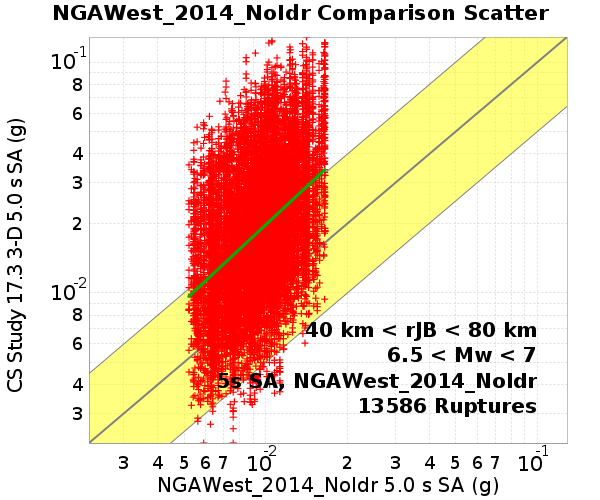 NGAWest_2014_NoIdr Comparison Scatter
CS Study 17.3 3-D 5.0 s SA (g)
10⁻¹
8
6
4
3
2
10⁻²
8
6
4
3
40 km < rJB < 80 km
6.5 < Mw < 7
5s SA, NGAWest_2014_NoIdr
13586 Ruptures
3 4 5 6 7 10⁻² 2 3 4 5 6 7 8 10⁻¹
NGAWest_2014_NoIdr 5.0 s SA (g)